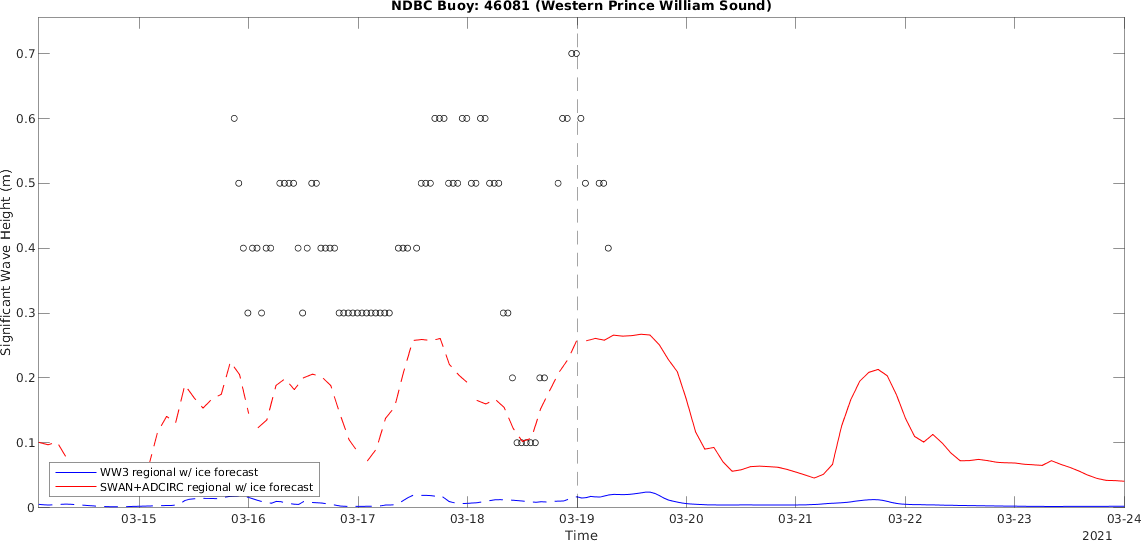 NDBC Buoy: 46081 (Western Prince William Sound)
Significant Wave Height (m)
0.7
0.6
0.5
0.4
0.3
0.2
0.1
0
WW3 regional w/ ice forecast
SWAN+ADCIRC regional w/ ice forecast
03-15 03-16 03-17 03-18 03-19 03-20 03-21 03-22 03-23 03-24
Time
2021